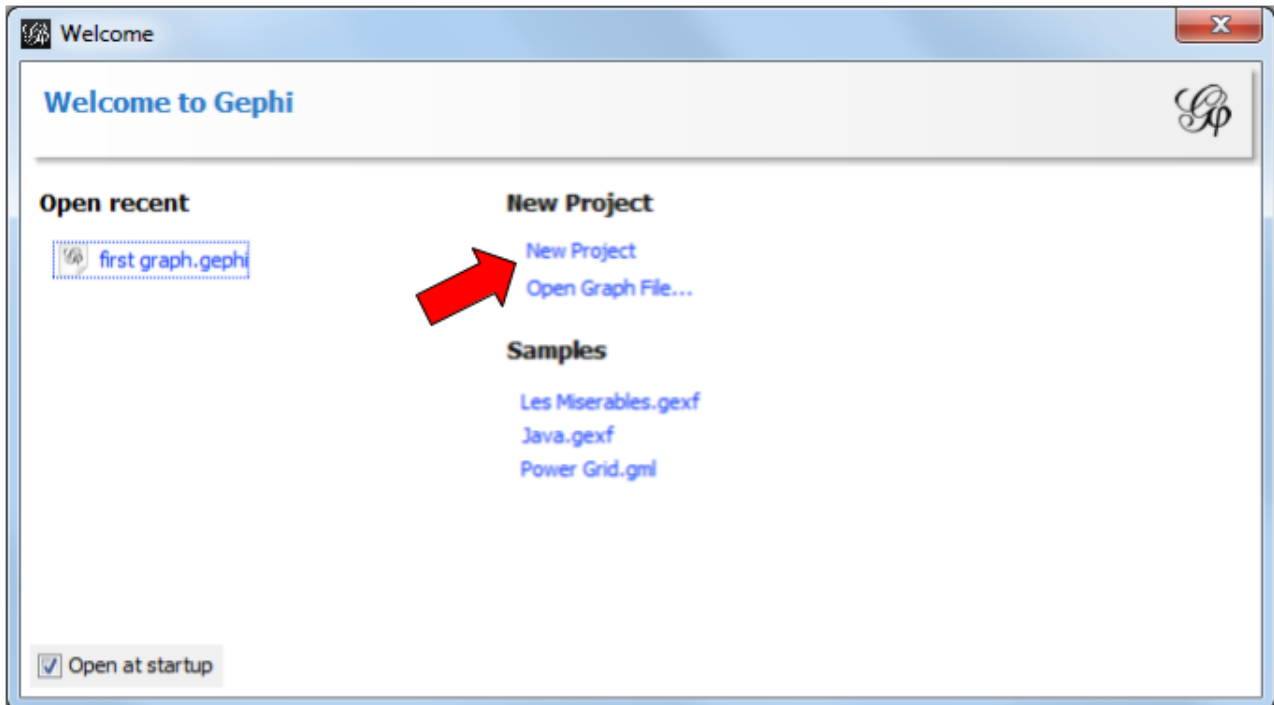 Welcome
Welcome to Gephi
Open recent
first graph.gephi
New Project
New Project
Open Graph File...
Samples
Les Miserables.gexf
Java.gexf
Power Grid.gml
Open at startup